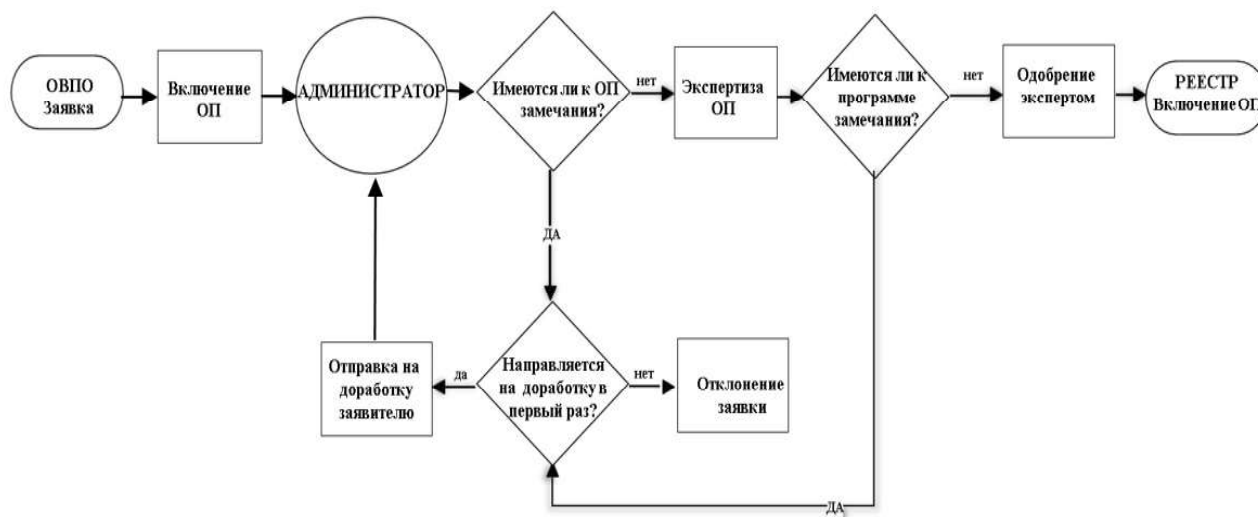 ОВПО
Заявка
Включение
ОП
АДМИНИСТРАТОР
Имеются ли к ОП
замечания?
нет
Экспертиза
ОП
Имеются ли к
программе
замечания?
нет
Одобрение
экспертом
РЕЕСТР
Включение ОП
ДА
Отправка на
доработку
заявителю
да
Направляется
на доработку в
первый раз?
нет
Отклонение
заявки
ДА